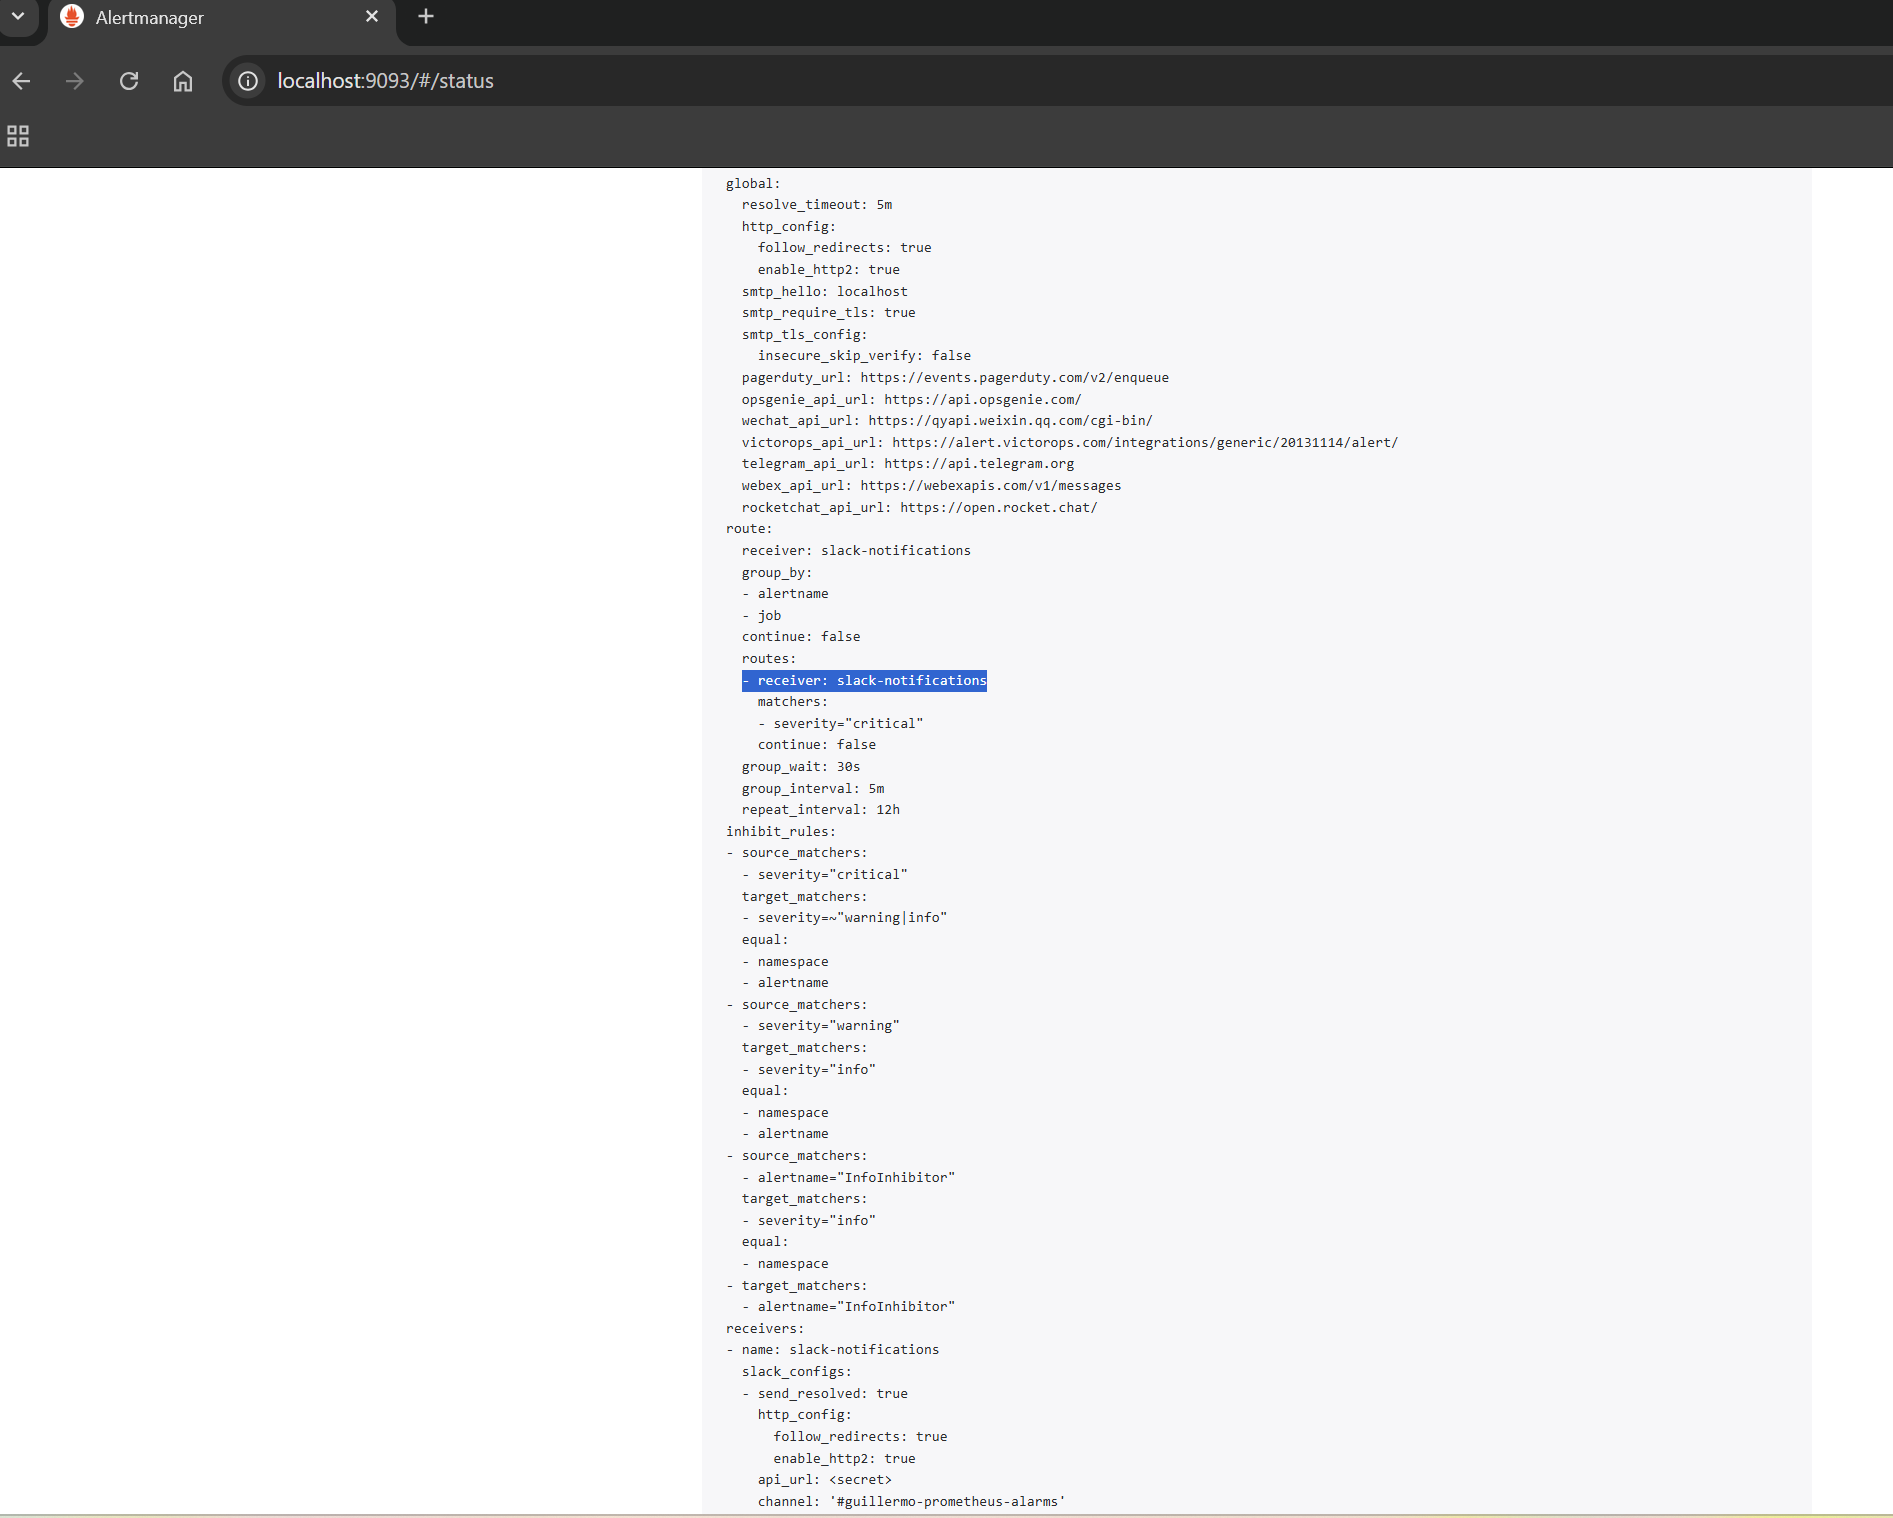 Alertmanager
localhost:9093/#/status
global:
  resolve_timeout: 5m
  http_config:
    follow_redirects: true
    enable_http2: true
  smtp_hello: localhost
  smtp_require_tls: true
  smtp_tls_config:
    insecure_skip_verify: false
  pagerduty_url: https://events.pagerduty.com/v2/enqueue
  opsgenie_api_url: https://api.opsgenie.com/
  wechat_api_url: https://qyapi.weixin.qq.com/cgi-bin/
  victorops_api_url: https://alert.victorops.com/integrations/generic/20131114/alert/
  telegram_api_url: https://api.telegram.org
  webex_api_url: https://webexapis.com/v1/messages
  rocketchat_api_url: https://open.rocket.chat/
route:
  receiver: slack-notifications
  group_by:
  - alertname
  - job
  continue: false
  routes:
  - receiver: slack-notifications
    matchers:
    - severity="critical"
    continue: false
  group_wait: 30s
  group_interval: 5m
  repeat_interval: 12h
inhibit_rules:
- source_matchers:
  - severity="critical"
  target_matchers:
  - severity=~"warning|info"
  equal:
  - namespace
  - alertname
- source_matchers:
  - severity="warning"
  target_matchers:
  - severity="info"
  equal:
  - namespace
  - alertname
- source_matchers:
  - alertname="InfoInhibitor"
  target_matchers:
  - severity="info"
  equal:
  - namespace
- target_matchers:
  - alertname="InfoInhibitor"
receivers:
- name: slack-notifications
  slack_configs:
  - send_resolved: true
    http_config:
      follow_redirects: true
      enable_http2: true
    api_url: <secret>
    channel: '#guillermo-prometheus-alarms'